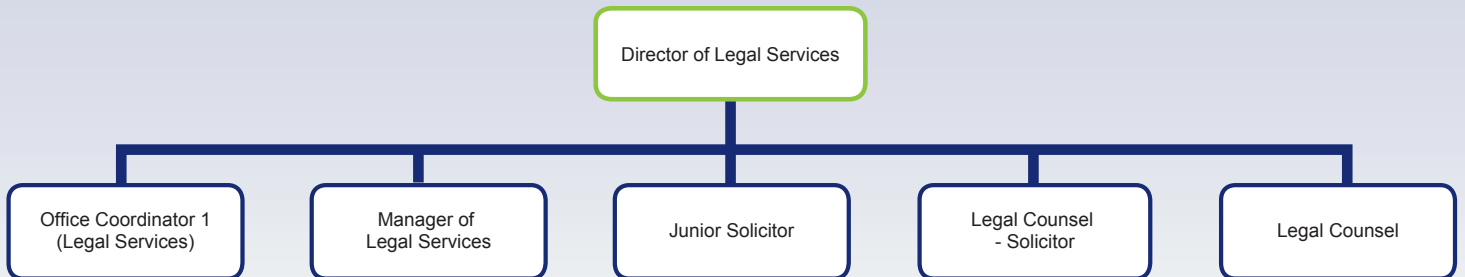 Director of Legal Services
Office Coordinator 1
(Legal Services)
Manager of
Legal Services
Junior Solicitor
Legal Counsel
- Solicitor
Legal Counsel